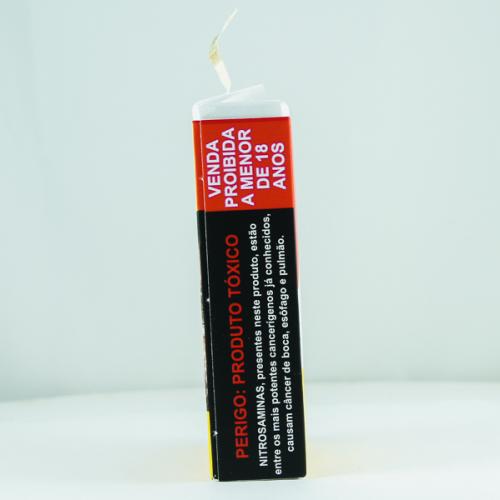 VENDA
PROIBIDA
A MENOR
DE 18
ANOS
PERIGO: PRODUTO TÓXICO
NITROSAMINAS, presentes neste produto, estão
entre os mais potentes cancerígenos já conhecidos,
causam câncer de boca, esôfago e pulmão.